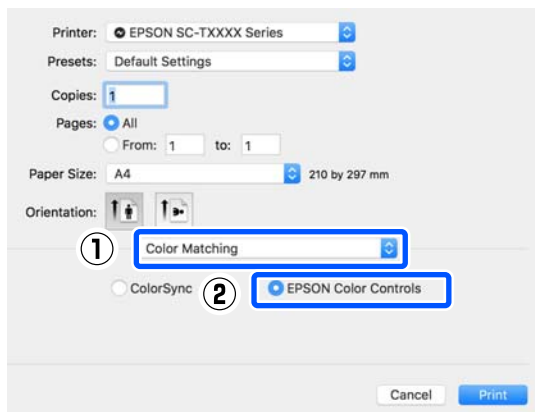 Printer: EPSON SC-TXXXX Series
Presets: Default Settings
Copies: 1
Pages: All
From: 1 to: 1
Paper Size: A4 210 by 297 mm
Orientation:
① Color Matching
ColorSync ② EPSON Color Controls
Cancel Print